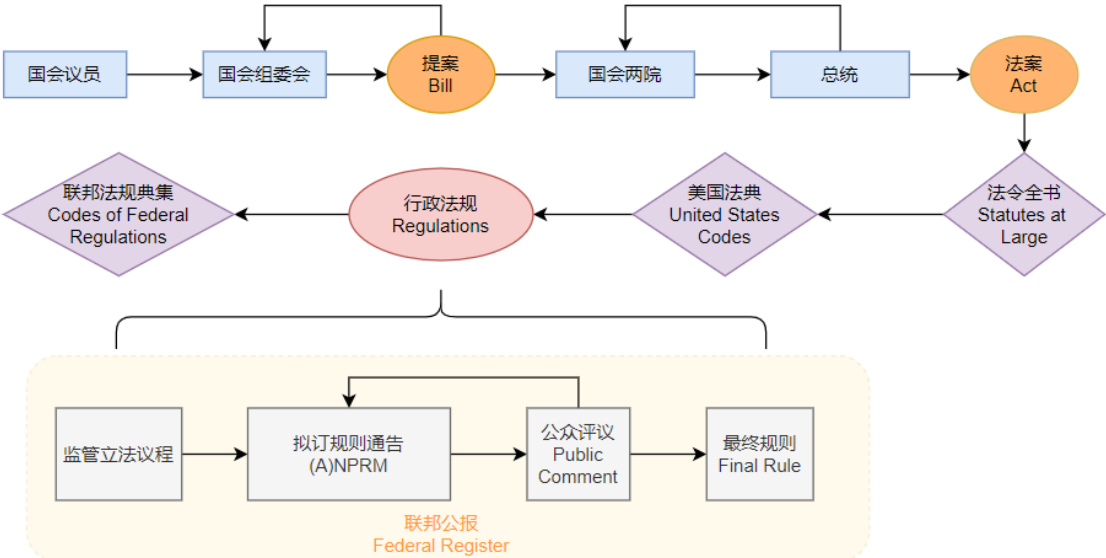 国会议员
国会组委会
提案
Bill
国会两院
总统
法案
Act
联邦法规典集
Codes of Federal
Regulations
行政法规
Regulations
美国法典
United States
Codes
法令全书
Statutes at
Large
监管立法议程
拟订规则通告
(A)NPRM
公众评议
Public
Comment
最终规则
Final Rule
联邦公报
Federal Register